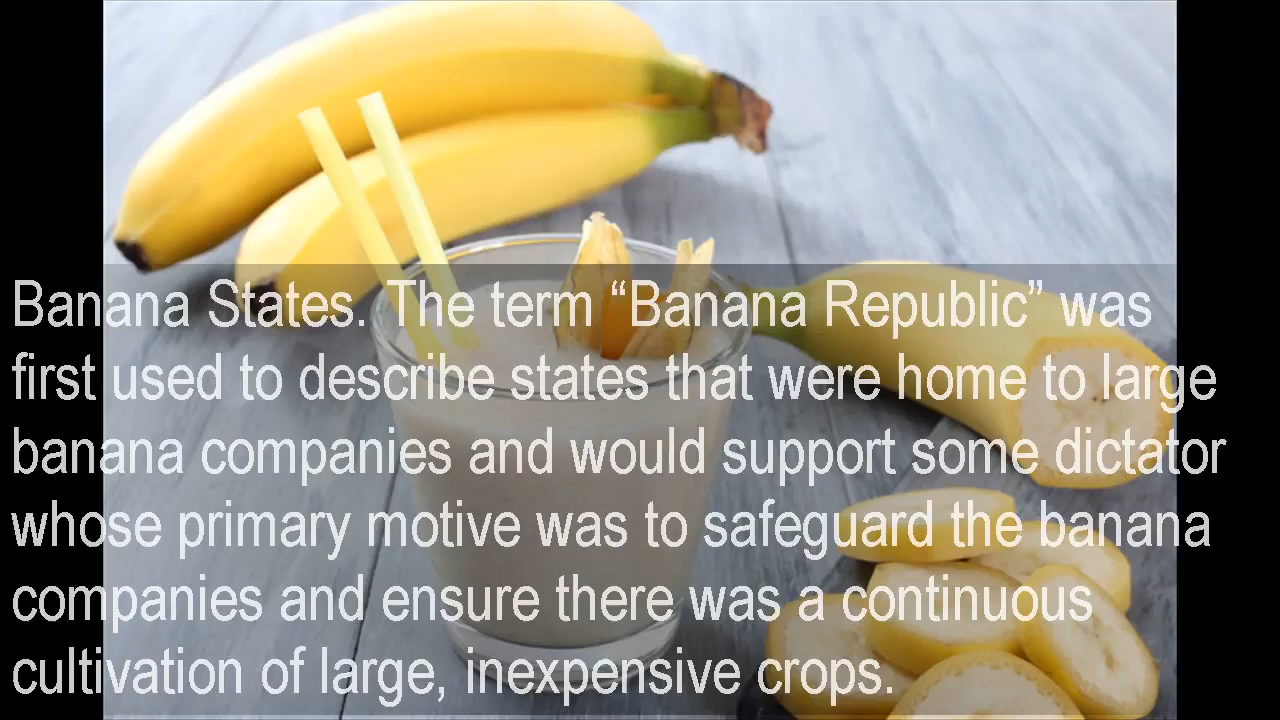 Banana States. The term “Banana Republic” was
first used to describe states that were home to large
banana companies and would support some dictator
whose primary motive was to safeguard the banana
companies and ensure there was a continuous
cultivation of large, inexpensive crops.